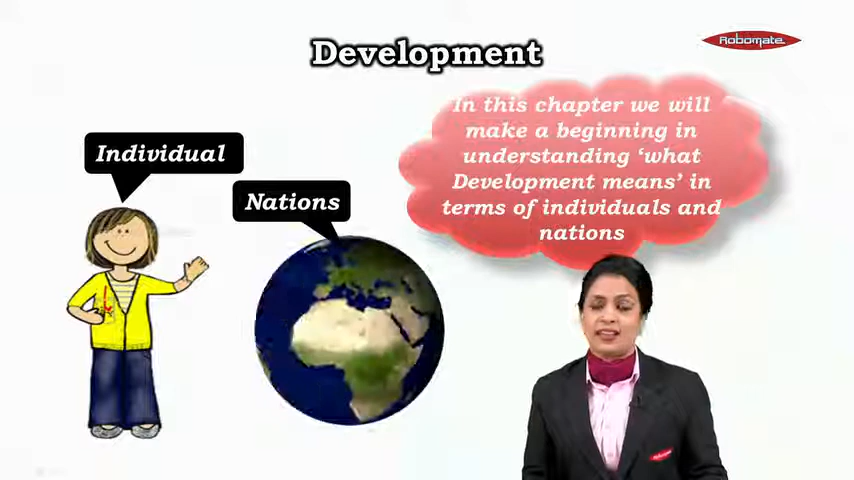 Development
Robomate
In this chapter we will
make a beginning in
understanding ‘what
Development means’ in
terms of individuals and
nations
Individual
Nations